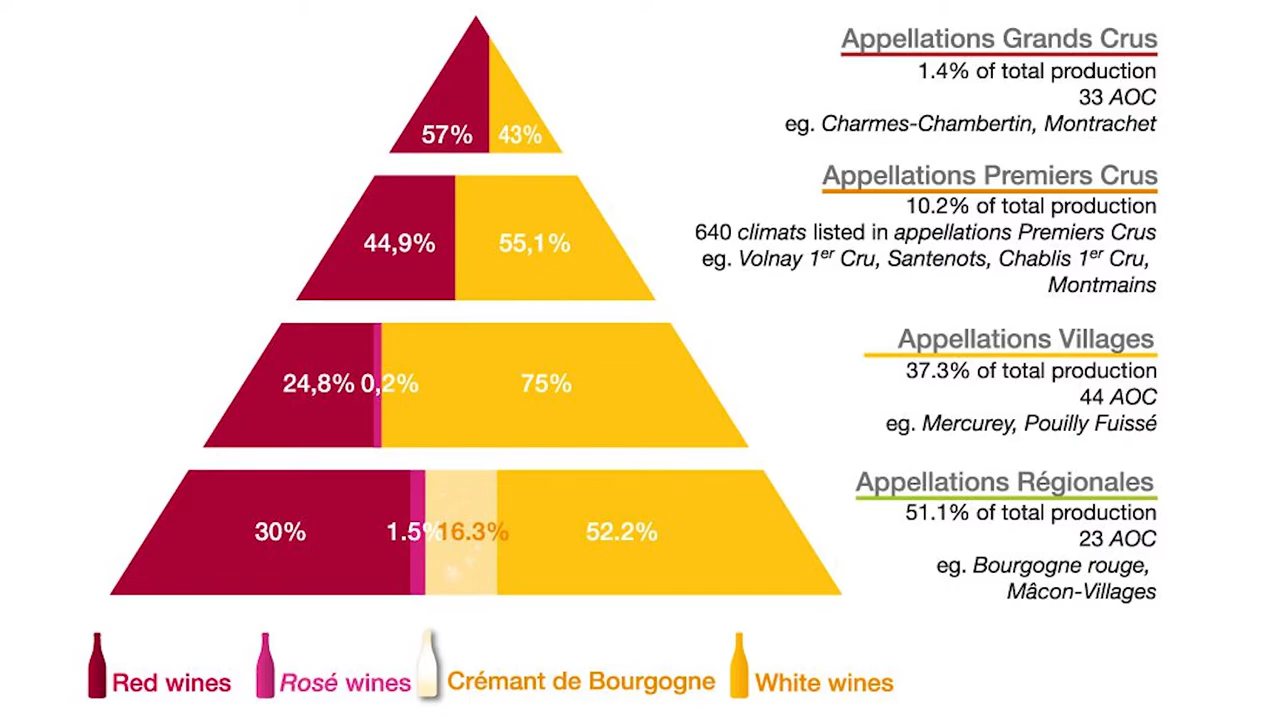 Appellations Grands Crus
1.4% of total production
33 AOC
eg. Charmes-Chambertin, Montrachet
57% 43%
Appellations Premiers Crus
10.2% of total production
640 climats listed in appellations Premiers Crus
eg. Volnay 1er Cru, Santenots, Chablis 1er Cru,
Montmains
44,9% 55,1%
Appellations Villages
37.3% of total production
44 AOC
eg. Mercurey, Pouilly Fuissé
24,8% 0,2% 75%
Appellations Régionales
51.1% of total production
23 AOC
eg. Bourgogne rouge,
Mâcon-Villages
30% 1.5% 16.3% 52.2%
Red wines Rosé wines Crémant de Bourgogne White wines